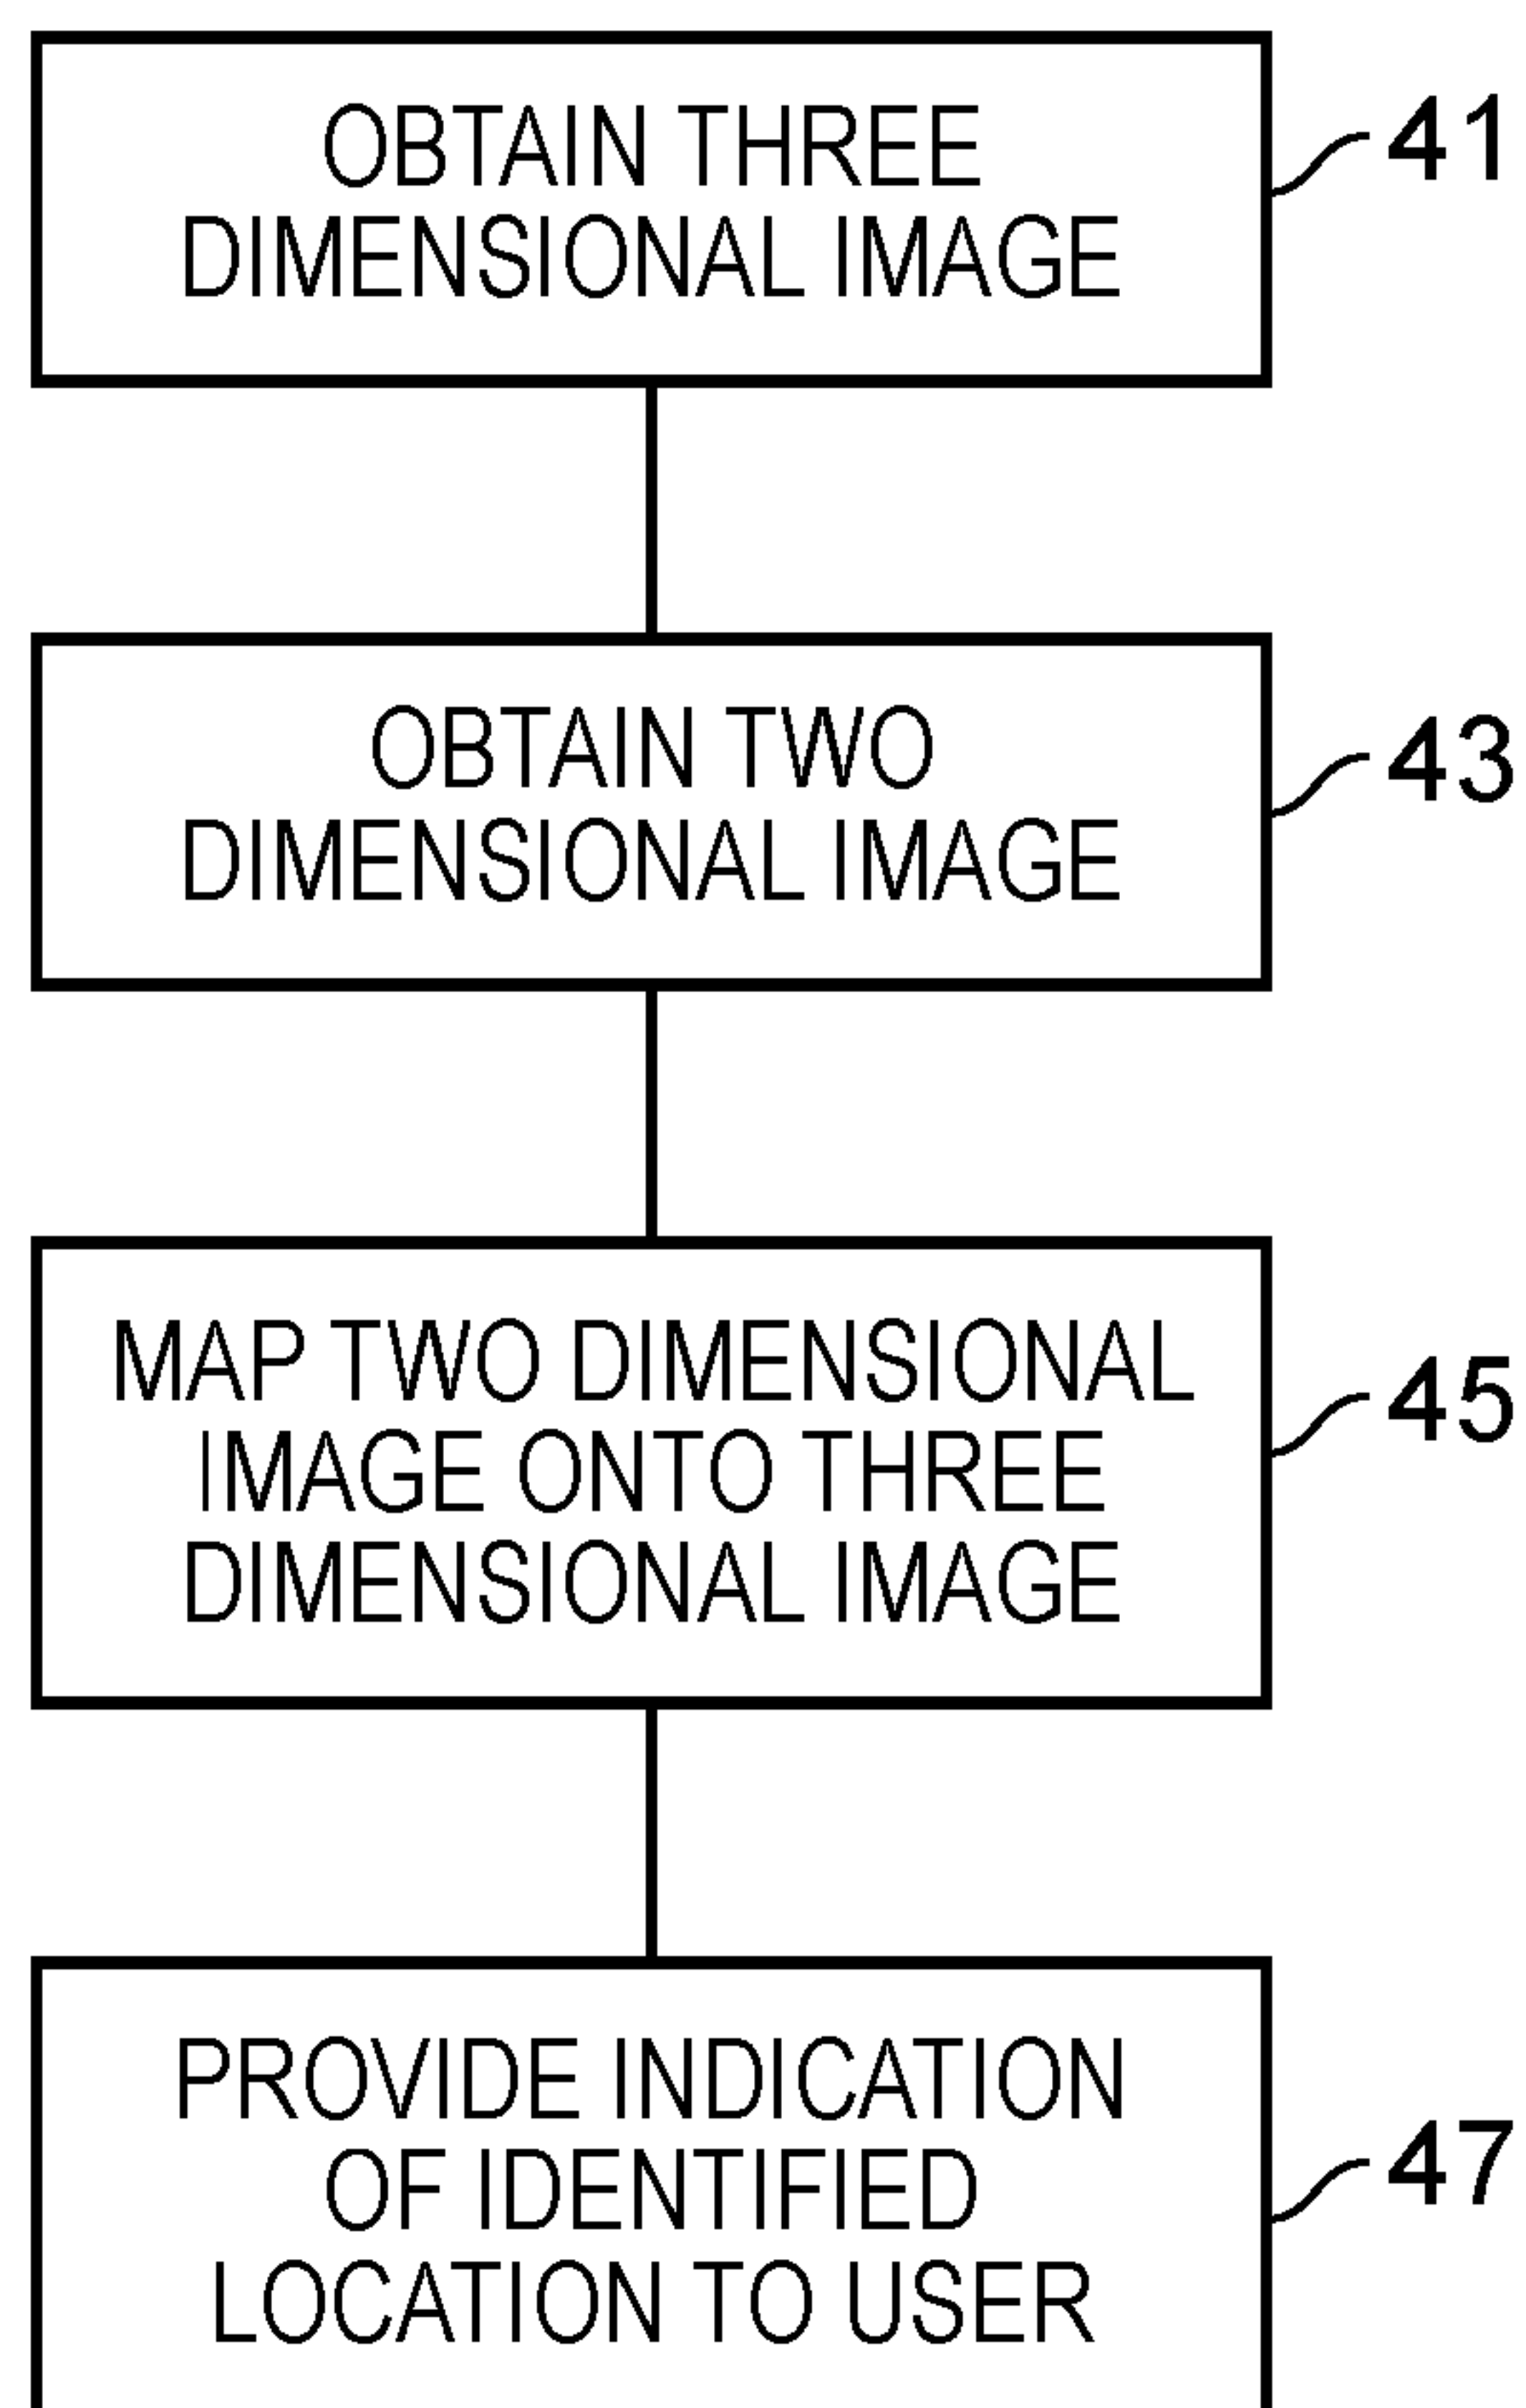 OBTAIN THREE
DIMENSIONAL IMAGE
41
OBTAIN TWO
DIMENSIONAL IMAGE
43
MAP TWO DIMENSIONAL
IMAGE ONTO THREE
DIMENSIONAL IMAGE
45
PROVIDE INDICATION
OF IDENTIFIED
LOCATION TO USER
47